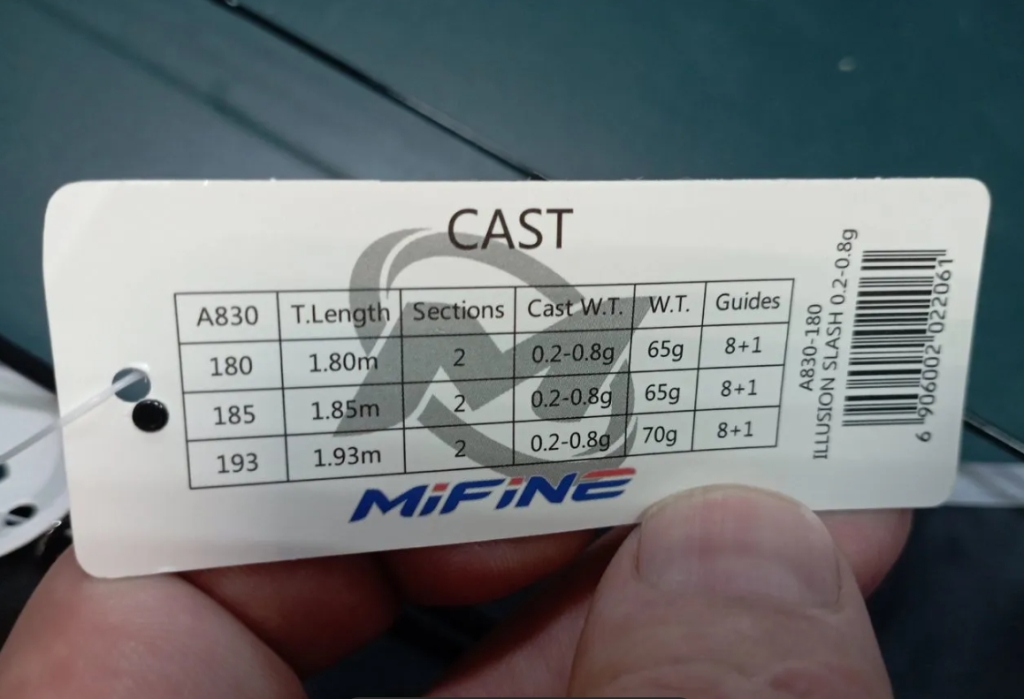 CAST
A830 T.Length Sections Cast W.T. W.T. Guides
180 1.80m 2 0.2-0.8g 65g 8+1
185 1.85m 2 0.2-0.8g 65g 8+1
193 1.93m 2 0.2-0.8g 70g 8+1
MiFiNE
A830-180
ILLUSION SLASH 0.2-0.8g
6 906002 022061